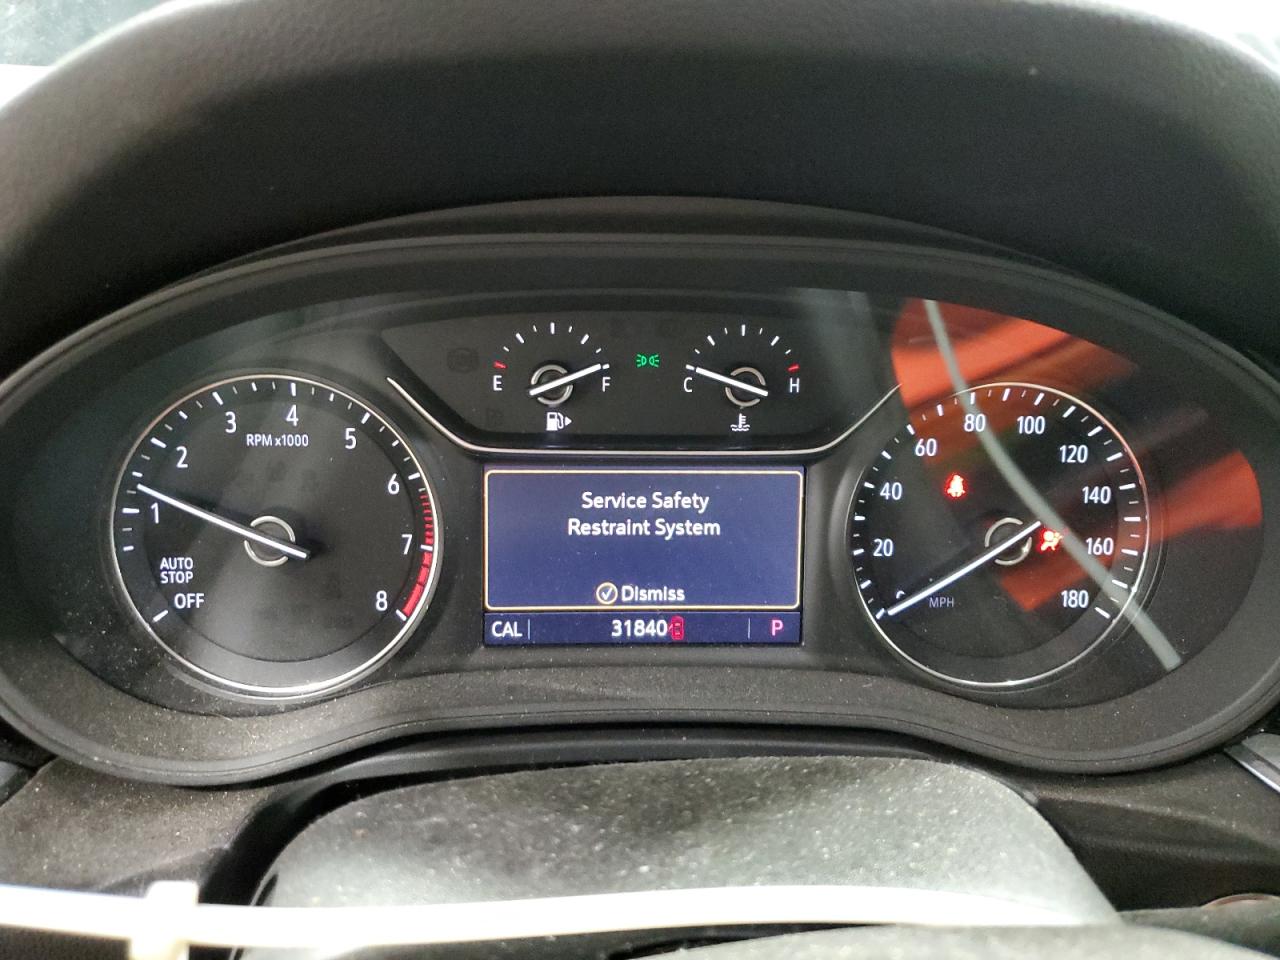 E F
C H
1 2 3 4 5 6 7 8
RPM x1000
AUTO
STOP
OFF
Service Safety
Restraint System
Dismiss
CAL 31840 P
20 40 60 80 100 120 140 160 180
MPH